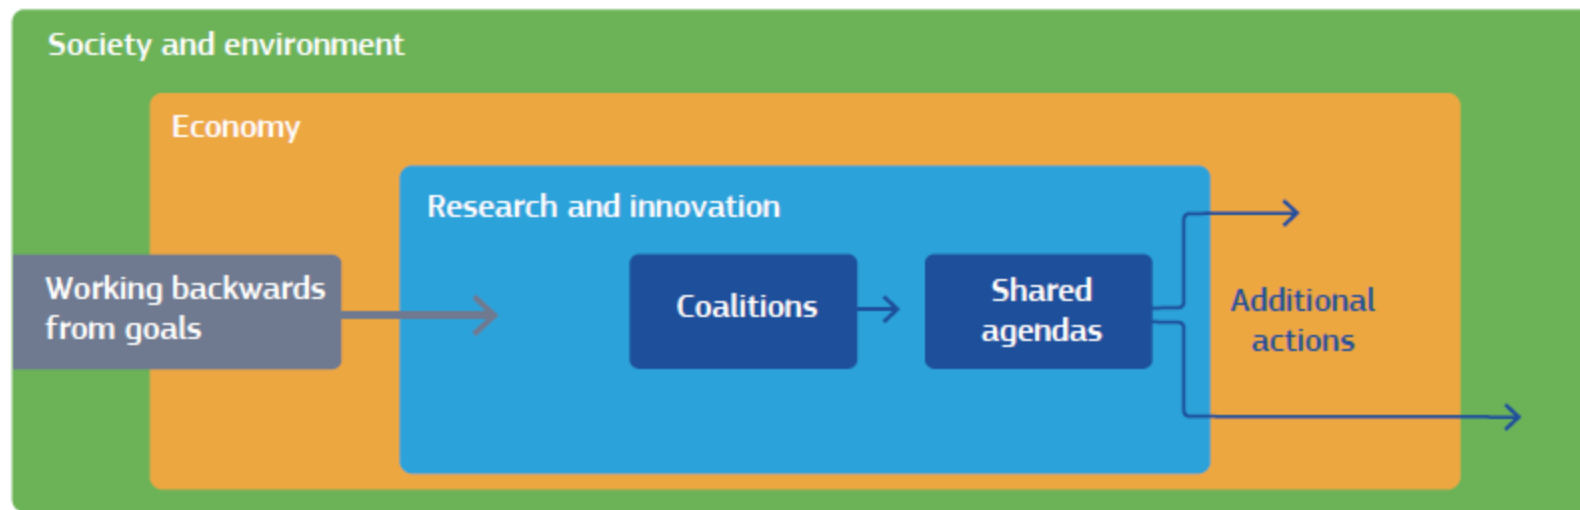 Society and environment
Economy
Research and innovation
Working backwards
from goals
Coalitions
Shared
agendas
Additional
actions